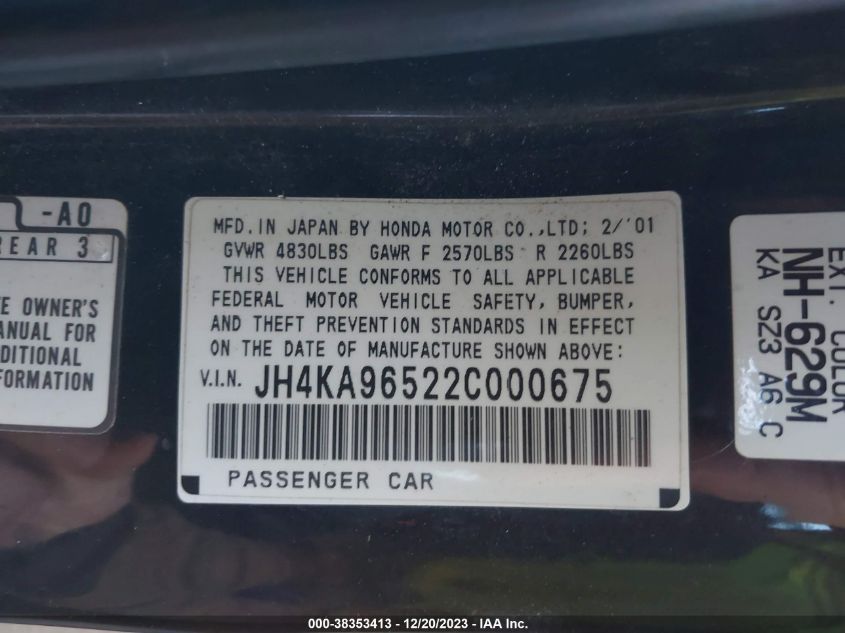 -A0
REAR 3
OWNER'S
MANUAL FOR
MFD. IN JAPAN BY HONDA MOTOR CO.,LTD; 2/'01
GVWR 4830LBS GAWR F 2570LBS R 2260LBS
THIS VEHICLE CONFORMS TO ALL APPLICABLE
FEDERAL MOTOR VEHICLE SAFETY, BUMPER,
AND THEFT PREVENTION STANDARDS IN EFFECT
ON THE DATE OF MANUFACTURE SHOWN ABOVE:
V.I.N. JH4KA96522C000675
PASSENGER CAR
EXT. COLOR
NH-629M
KA SZ3 A6 C
000-38353413 - 12/20/2023 - IAA Inc.